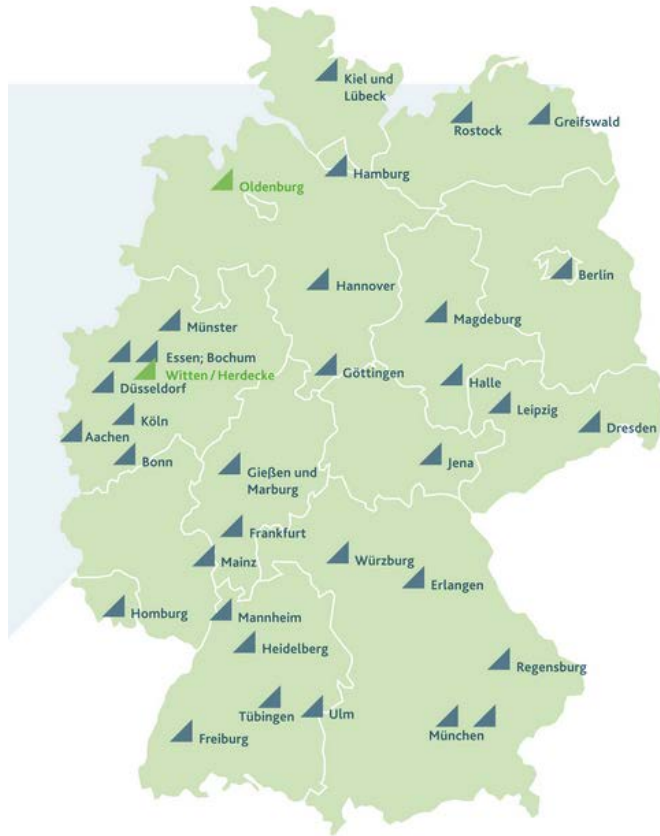 Kiel und
Lübeck
Rostock
Greifswald
Hamburg
Oldenburg
Berlin
Hannover
Magdeburg
Münster
Essen; Bochum
Witten / Herdecke
Göttingen
Halle
Düsseldorf
Leipzig
Köln
Dresden
Aachen
Bonn
Jena
Gießen und
Marburg
Frankfurt
Mainz
Würzburg
Erlangen
Homburg
Mannheim
Heidelberg
Regensburg
Tübingen
Ulm
München
Freiburg